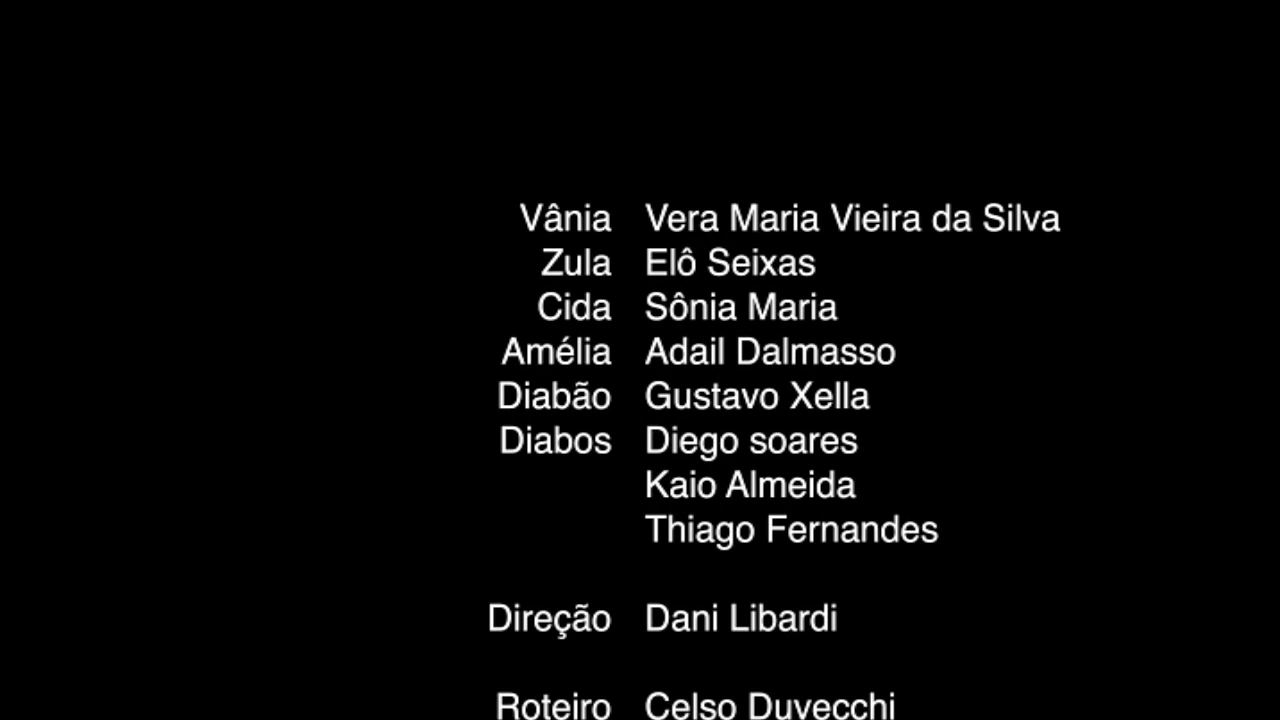 Vânia Vera Maria Vieira da Silva
Zula Elô Seixas
Cida Sônia Maria
Amélia Adail Dalmasso
Diabão Gustavo Xella
Diabos Diego soares
Kaio Almeida
Thiago Fernandes
Direção Dani Libardi
Roteiro Celso Duvecchi